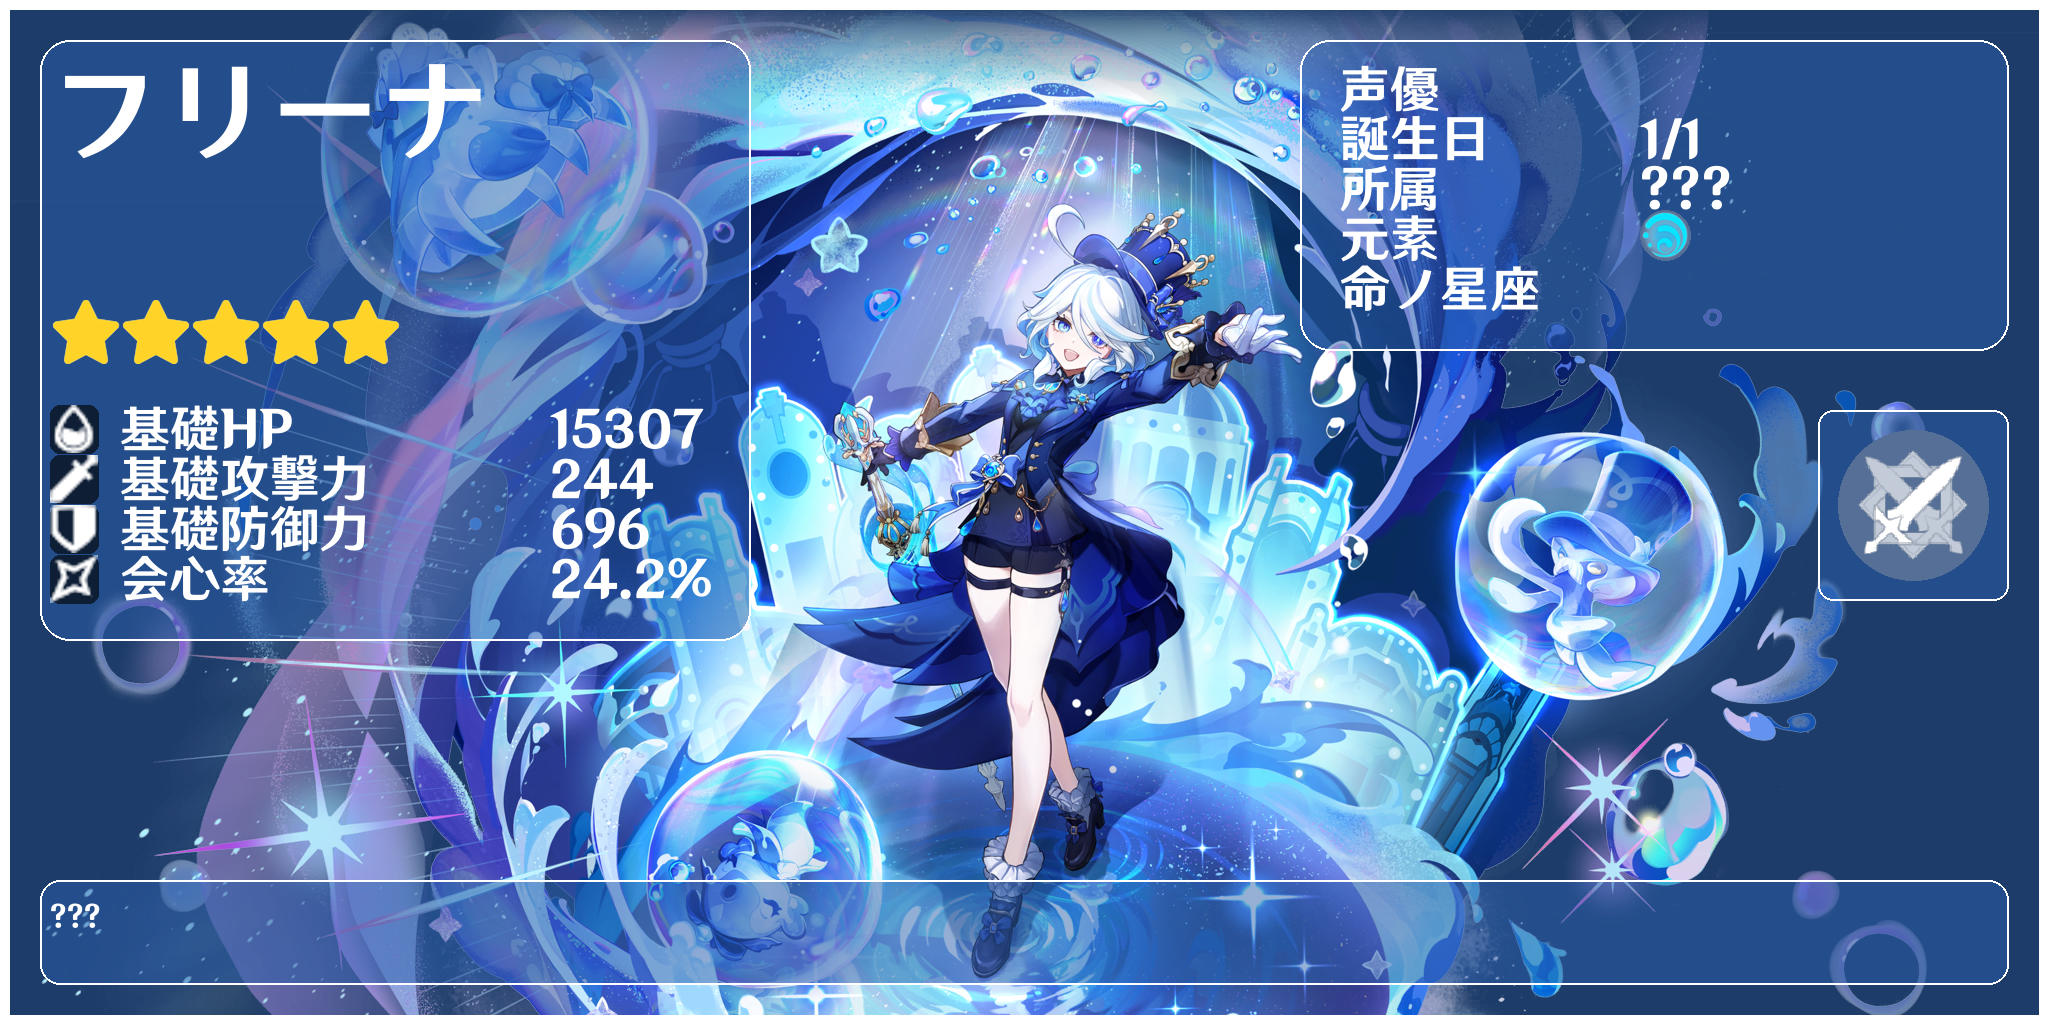 フリーナ
基礎HP 15307
基礎攻撃力 244
基礎防御力 696
会心率 24.2%
声優
誕生日 1/1
所属 ???
元素
命ノ星座
???